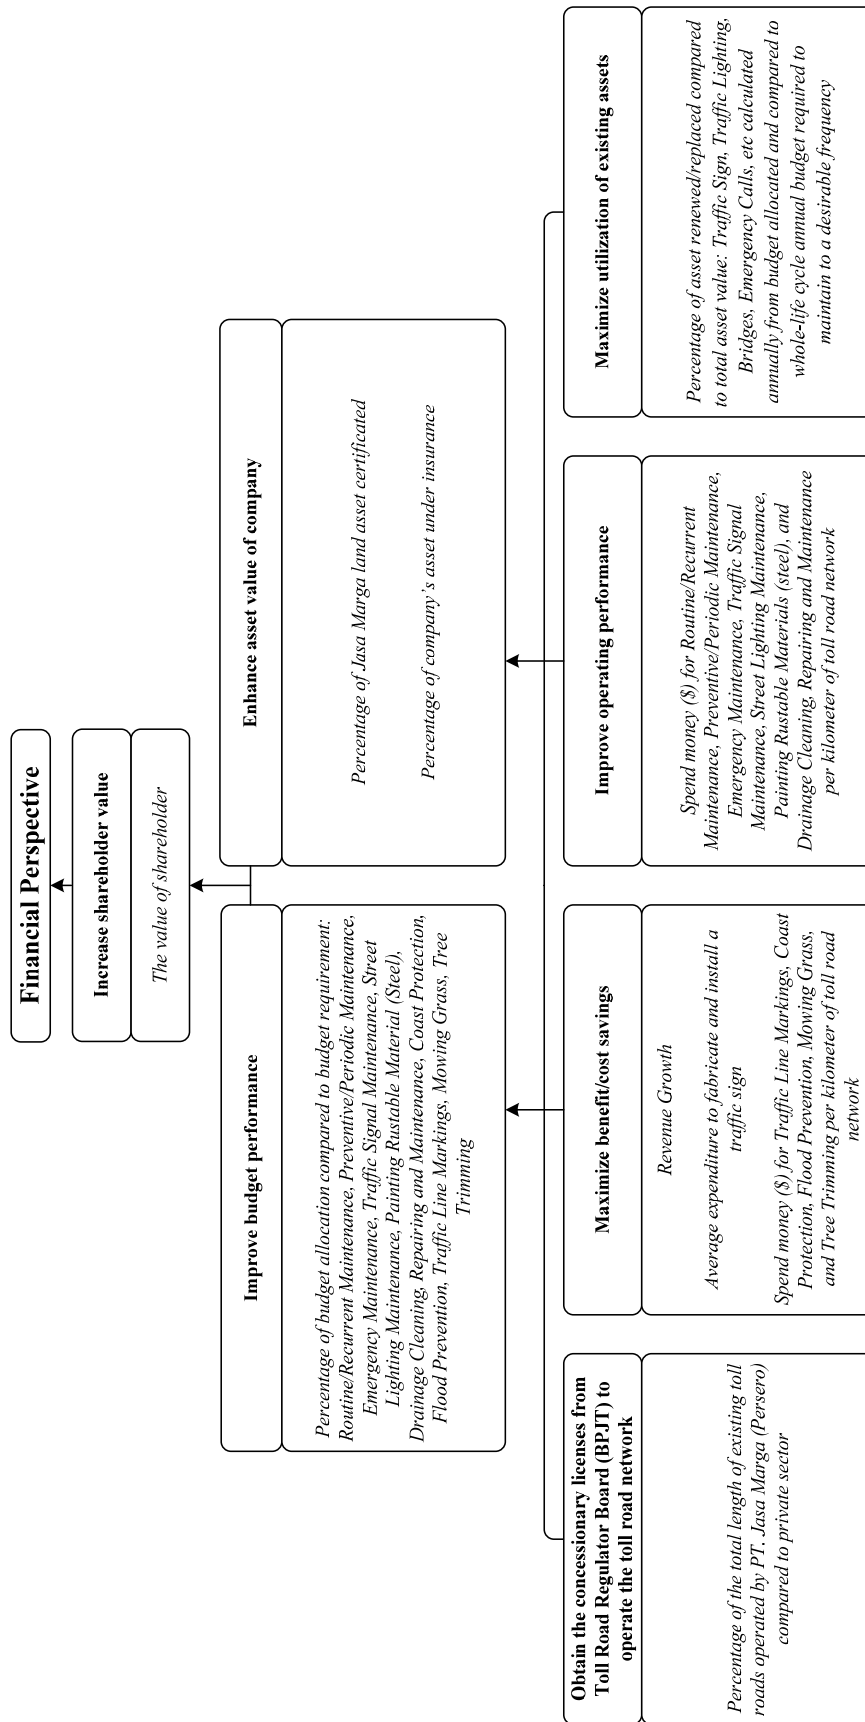 Financial Perspective
Increase shareholder value
The value of shareholder
Improve budget performance
Percentage of budget allocation compared to budget requirement:
Routine/Recurrent Maintenance, Preventive/Periodic Maintenance,
Emergency Maintenance, Traffic Signal Maintenance, Street
Lighting Maintenance, Painting Rustable Material (Steel),
Drainage Cleaning, Repairing and Maintenance, Coast Protection,
Flood Prevention, Traffic Line Markings, Mowing Grass, Tree
Trimming
Enhance asset value of company
Percentage of Jasa Marga land asset certificated
Percentage of company's asset under insurance
Obtain the concessionary licenses from
Toll Road Regulator Board (BPJT) to
operate the toll road network
Percentage of the total length of existing toll
roads operated by PT. Jasa Marga (Persero)
compared to private sector
Maximize benefit/cost savings
Revenue Growth
Average expenditure to fabricate and install a
traffic sign
Spend money ($) for Traffic Line Markings, Coast
Protection, Flood Prevention, Mowing Grass,
and Tree Trimming per kilometer of toll road
network
Improve operating performance
Spend money ($) for Routine/Recurrent
Maintenance, Preventive/Periodic Maintenance,
Emergency Maintenance, Traffic Signal
Maintenance, Street Lighting Maintenance,
Painting Rustable Materials (steel), and
Drainage Cleaning, Repairing and Maintenance
per kilometer of toll road network
Maximize utilization of existing assets
Percentage of asset renewed/replaced compared
to total asset value: Traffic Sign, Traffic Lighting,
Bridges, Emergency Calls, etc calculated
annually from budget allocated and compared to
whole-life cycle annual budget required to
maintain to a desirable frequency